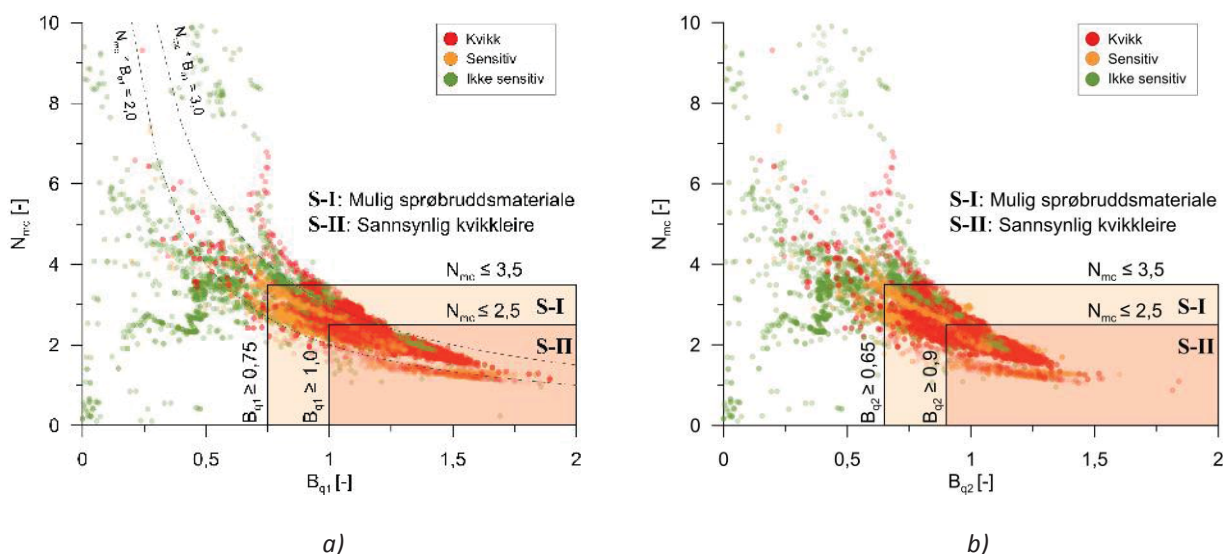 10
8
6
4
2
0
N_mc [-]
N_mc * B_q1 = 2,0
N_mc * B_q1 = 3,0
Kvikk
Sensitiv
Ikke sensitiv
S-I: Mulig sprøbruddsmateriale
S-II: Sannsynlig kvikkleire
N_mc ≤ 3,5
S-I
N_mc ≤ 2,5
S-II
B_q1 ≥ 0,75
B_q1 ≥ 1,0
0 0,5 1 1,5 2
B_q1 [-]
a)
10
8
6
4
2
0
N_mc [-]
Kvikk
Sensitiv
Ikke sensitiv
S-I: Mulig sprøbruddsmateriale
S-II: Sannsynlig kvikkleire
N_mc ≤ 3,5
S-I
N_mc ≤ 2,5
S-II
B_q2 ≥ 0,65
B_q2 ≥ 0,9
0 0,5 1 1,5 2
B_q2 [-]
b)